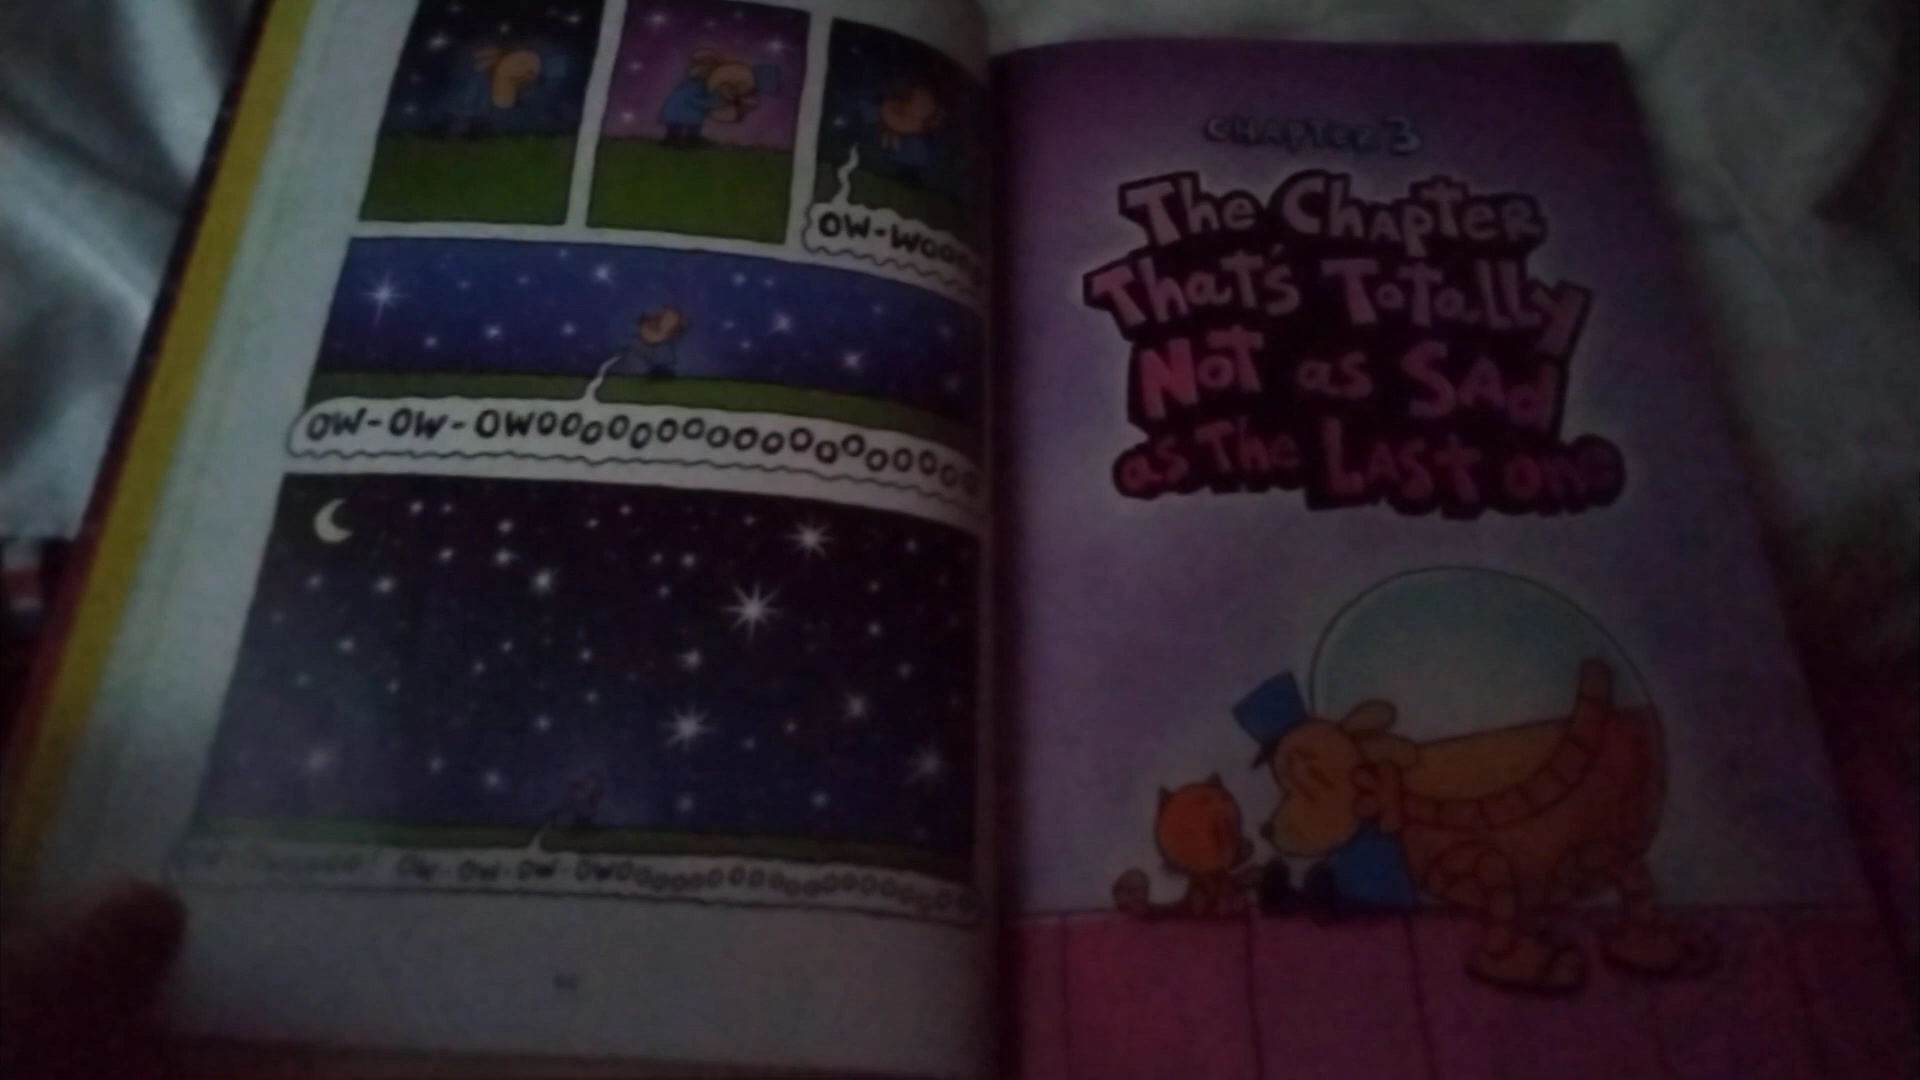 OW-WOO
OW-OW-OWOOOOOOOOOOOOOOOOO
OW-OW-OW-OWOOOOOOOOOOOOOOOOOO
CHAPTER 3
The Chapter
That's Totally
Not as SAd
as The LAST one